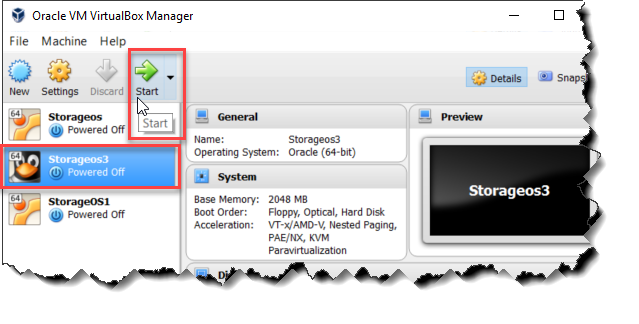 Oracle VM VirtualBox Manager
File Machine Help
New Settings Discard Start
Details Snaps
Start
64 Storageos
Powered Off
64 Storageos3
Powered Off
64 StorageOS1
Powered Off
General
Name: Storageos3
Operating System: Oracle (64-bit)
System
Base Memory: 2048 MB
Boot Order: Floppy, Optical, Hard Disk
Acceleration: VT-x/AMD-V, Nested Paging,
PAE/NX, KVM
Paravirtualization
Preview
Storageos3